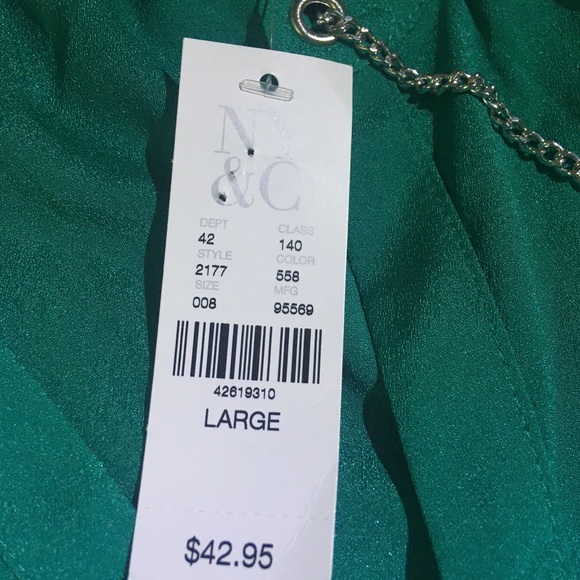 NY
&C
DEPT CLASS
42 140
STYLE COLOR
2177 558
SIZE MFG
008 95569
42619310
LARGE
$42.95